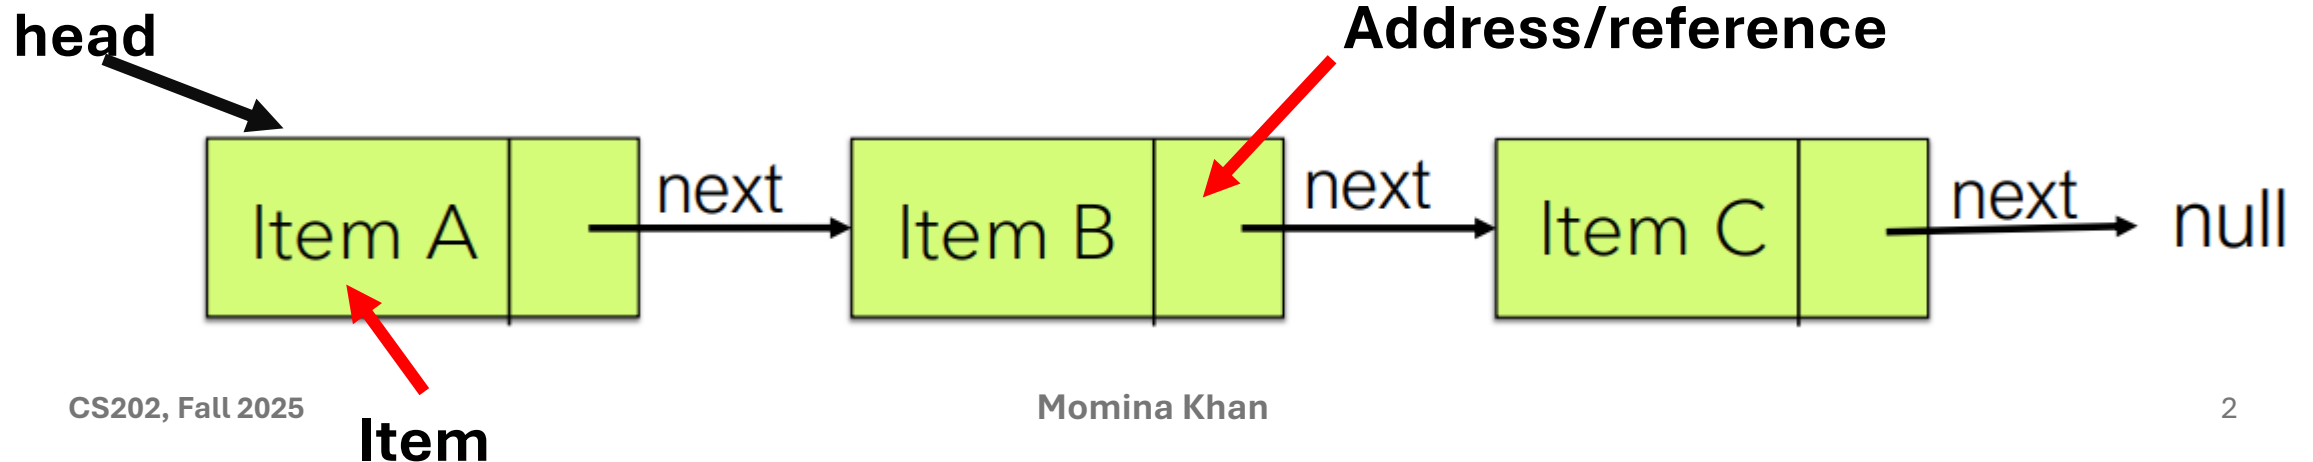 head
Address/reference
next
next
next
Item A
Item B
Item C
null
CS202, Fall 2025
Momina Khan
2
Item